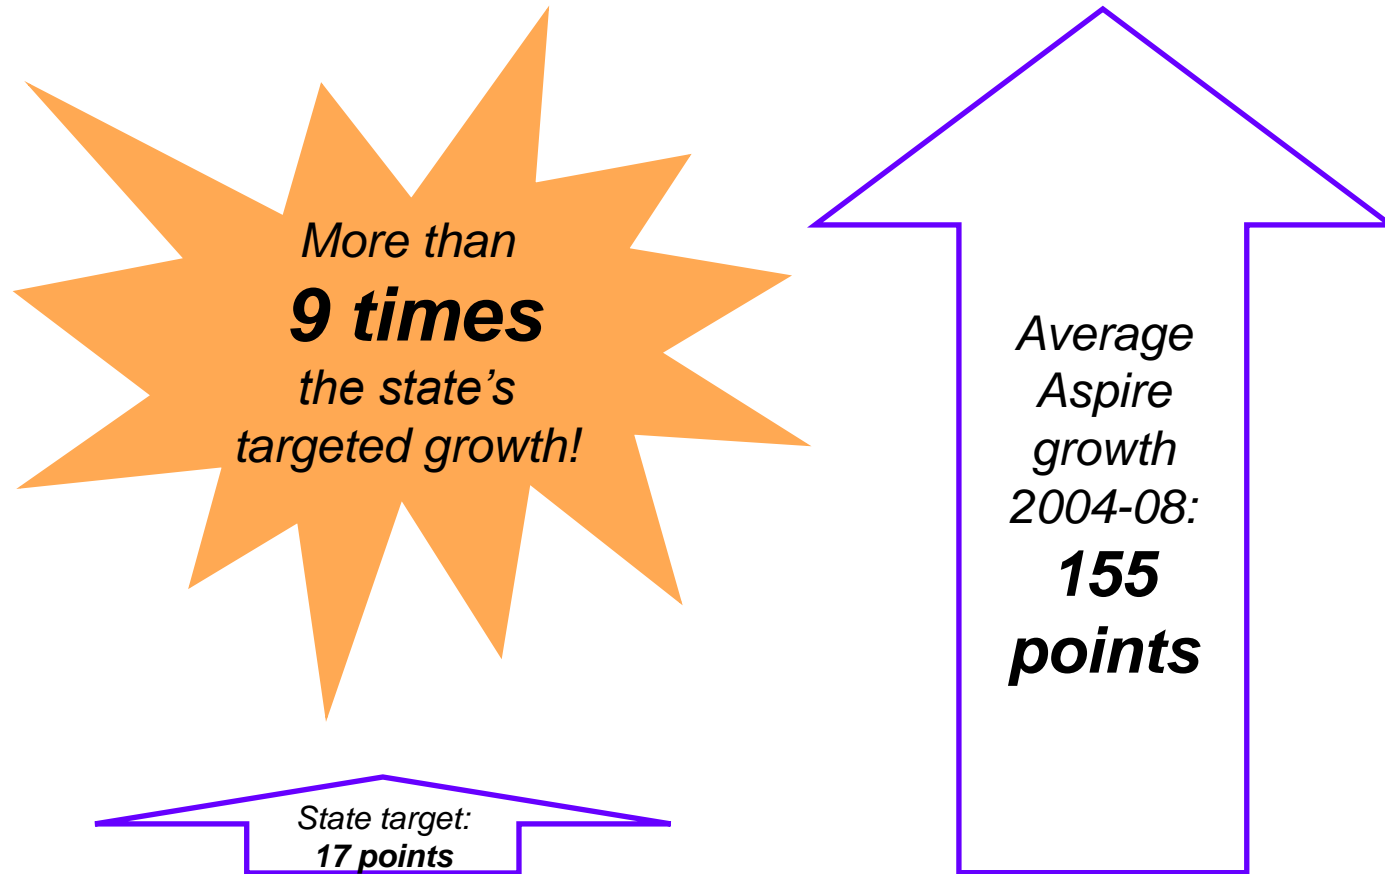 More than
9 times
the state’s
targeted growth!
Average
Aspire
growth
2004-08:
155
points
State target:
17 points